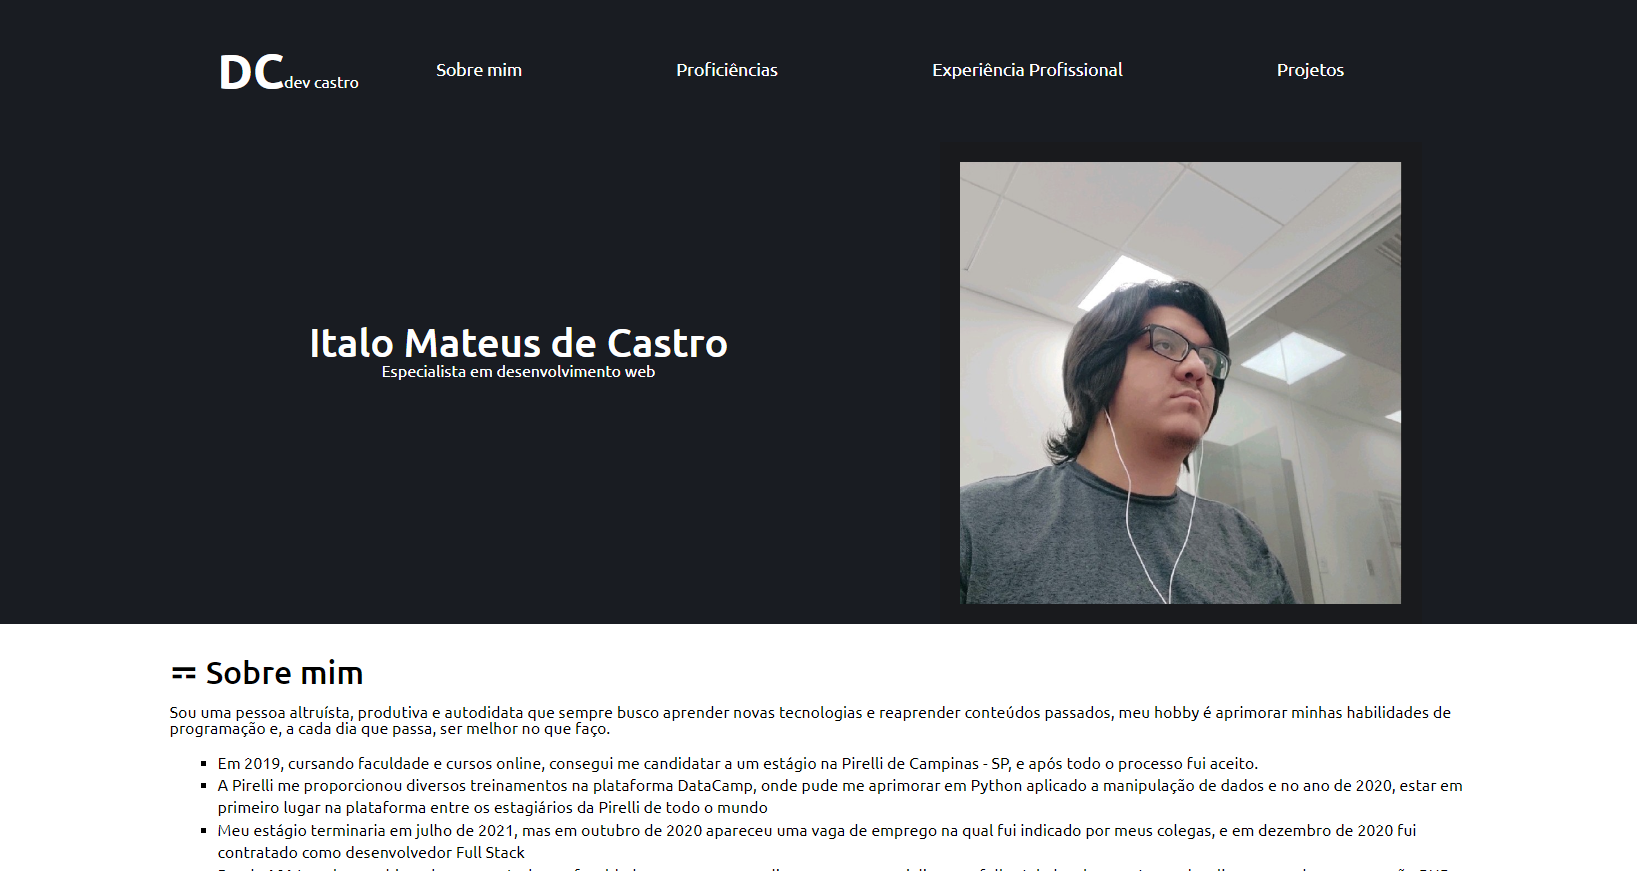 DCdev castro Sobre mim Proficiências Experiência Profissional Projetos
Italo Mateus de Castro
Especialista em desenvolvimento web
Sobre mim
Sou uma pessoa altruísta, produtiva e autodidata que sempre busco aprender novas tecnologias e reaprender conteúdos passados, meu hobby é aprimorar minhas habilidades de
programação e, a cada dia que passa, ser melhor no que faço.
Em 2019, cursando faculdade e cursos online, consegui me candidatar a um estágio na Pirelli de Campinas - SP, e após todo o processo fui aceito.
A Pirelli me proporcionou diversos treinamentos na plataforma DataCamp, onde pude me aprimorar em Python aplicado a manipulação de dados e no ano de 2020, estar em
primeiro lugar na plataforma entre os estagiários da Pirelli de todo o mundo
Meu estágio terminaria em julho de 2021, mas em outubro de 2020 apareceu uma vaga de emprego na qual fui indicado por meus colegas, e em dezembro de 2020 fui
contratado como desenvolvedor Full Stack